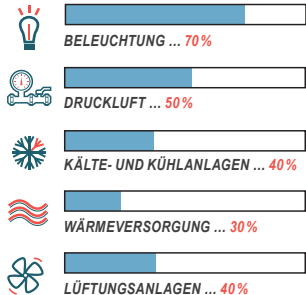 BELEUCHTUNG ... 70%
DRUCKLUFT ... 50%
KÄLTE- UND KÜHLANLAGEN ... 40%
WÄRMEVERSORGUNG ... 30%
LÜFTUNGSANLAGEN ... 40%